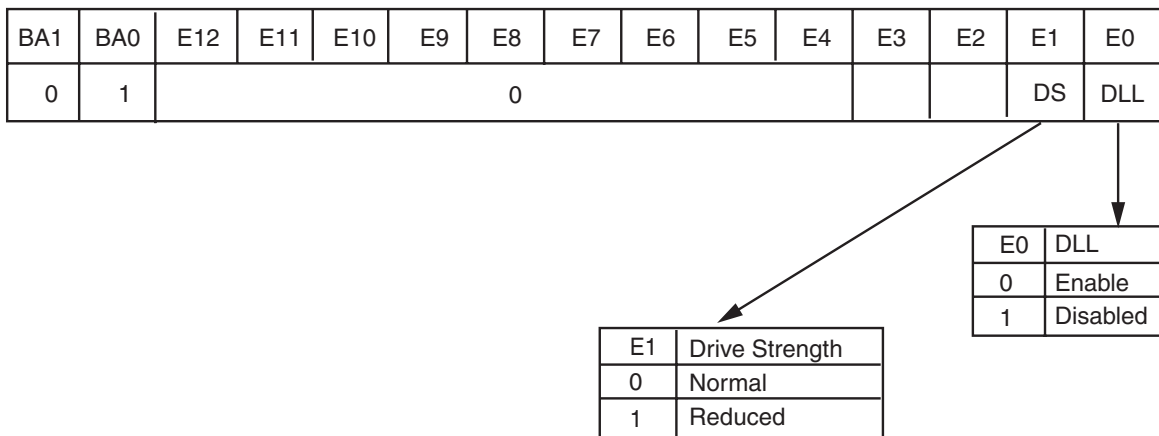 BA1 BA0 E12 E11 E10 E9 E8 E7 E6 E5 E4 E3 E2 E1 E0
0 1 0 DS DLL
E0 DLL
0 Enable
1 Disabled
E1 Drive Strength
0 Normal
1 Reduced